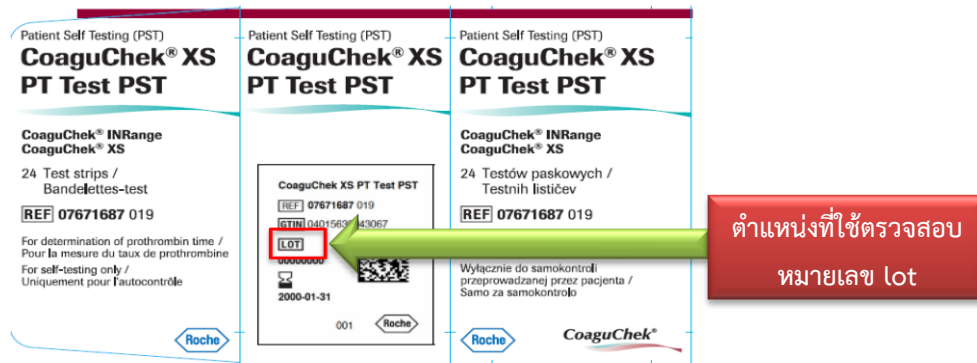 Patient Self Testing (PST)
CoaguChek® XS
PT Test PST
CoaguChek® INRange
CoaguChek® XS
24 Test strips /
Bandelettes-test
REF 07671687 019
For determination of prothrombin time /
Pour la mesure du taux de prothrombine
For self-testing only /
Uniquement pour l'autocontrôle
Roche
Patient Self Testing (PST)
CoaguChek® XS
PT Test PST
CoaguChek XS PT Test PST
REF 07671687 019
GTIN
LOT
00000000
2000-01-31
001
Roche
Patient Self Testing (PST)
CoaguChek® XS
PT Test PST
CoaguChek® INRange
CoaguChek® XS
24 Testów paskowych /
Testnih lističev
REF 07671687 019
Wyłącznie do samokontroli
przeprowadzanej przez pacjenta /
Samo za samokontrolo
Roche
CoaguChek®
ตำแหน่งที่ใช้ตรวจสอบ
หมายเลข lot